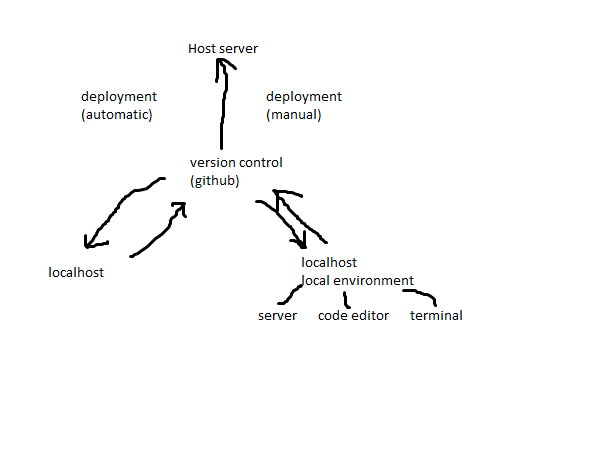 Host server
deployment
(automatic)
deployment
(manual)
version control
(github)
localhost
localhost
local environment
server
code editor
terminal